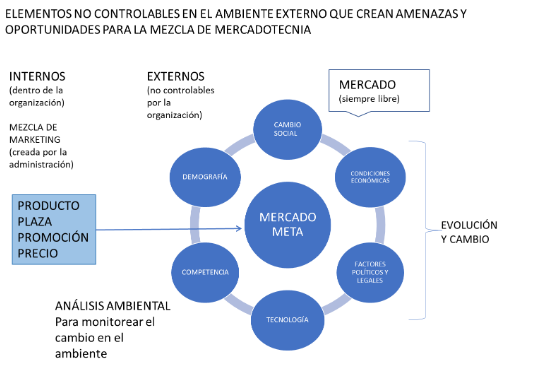 ELEMENTOS NO CONTROLABLES EN EL AMBIENTE EXTERNO QUE CREAN AMENAZAS Y
OPORTUNIDADES PARA LA MEZCLA DE MERCADOTECNIA
INTERNOS
(dentro de la
organización)
MEZCLA DE
MARKETING
(creada por la
administración)
EXTERNOS
(no controlables
por la
organización)
MERCADO
(siempre libre)
CAMBIO
SOCIAL
DEMOGRAFÍA
CONDICIONES
ECONÓMICAS
PRODUCTO
PLAZA
PROMOCIÓN
PRECIO
MERCADO
META
EVOLUCIÓN
Y CAMBIO
COMPETENCIA
FACTORES
POLÍTICOS Y
LEGALES
TECNOLOGÍA
ANÁLISIS AMBIENTAL
Para monitorear el
cambio en el
ambiente